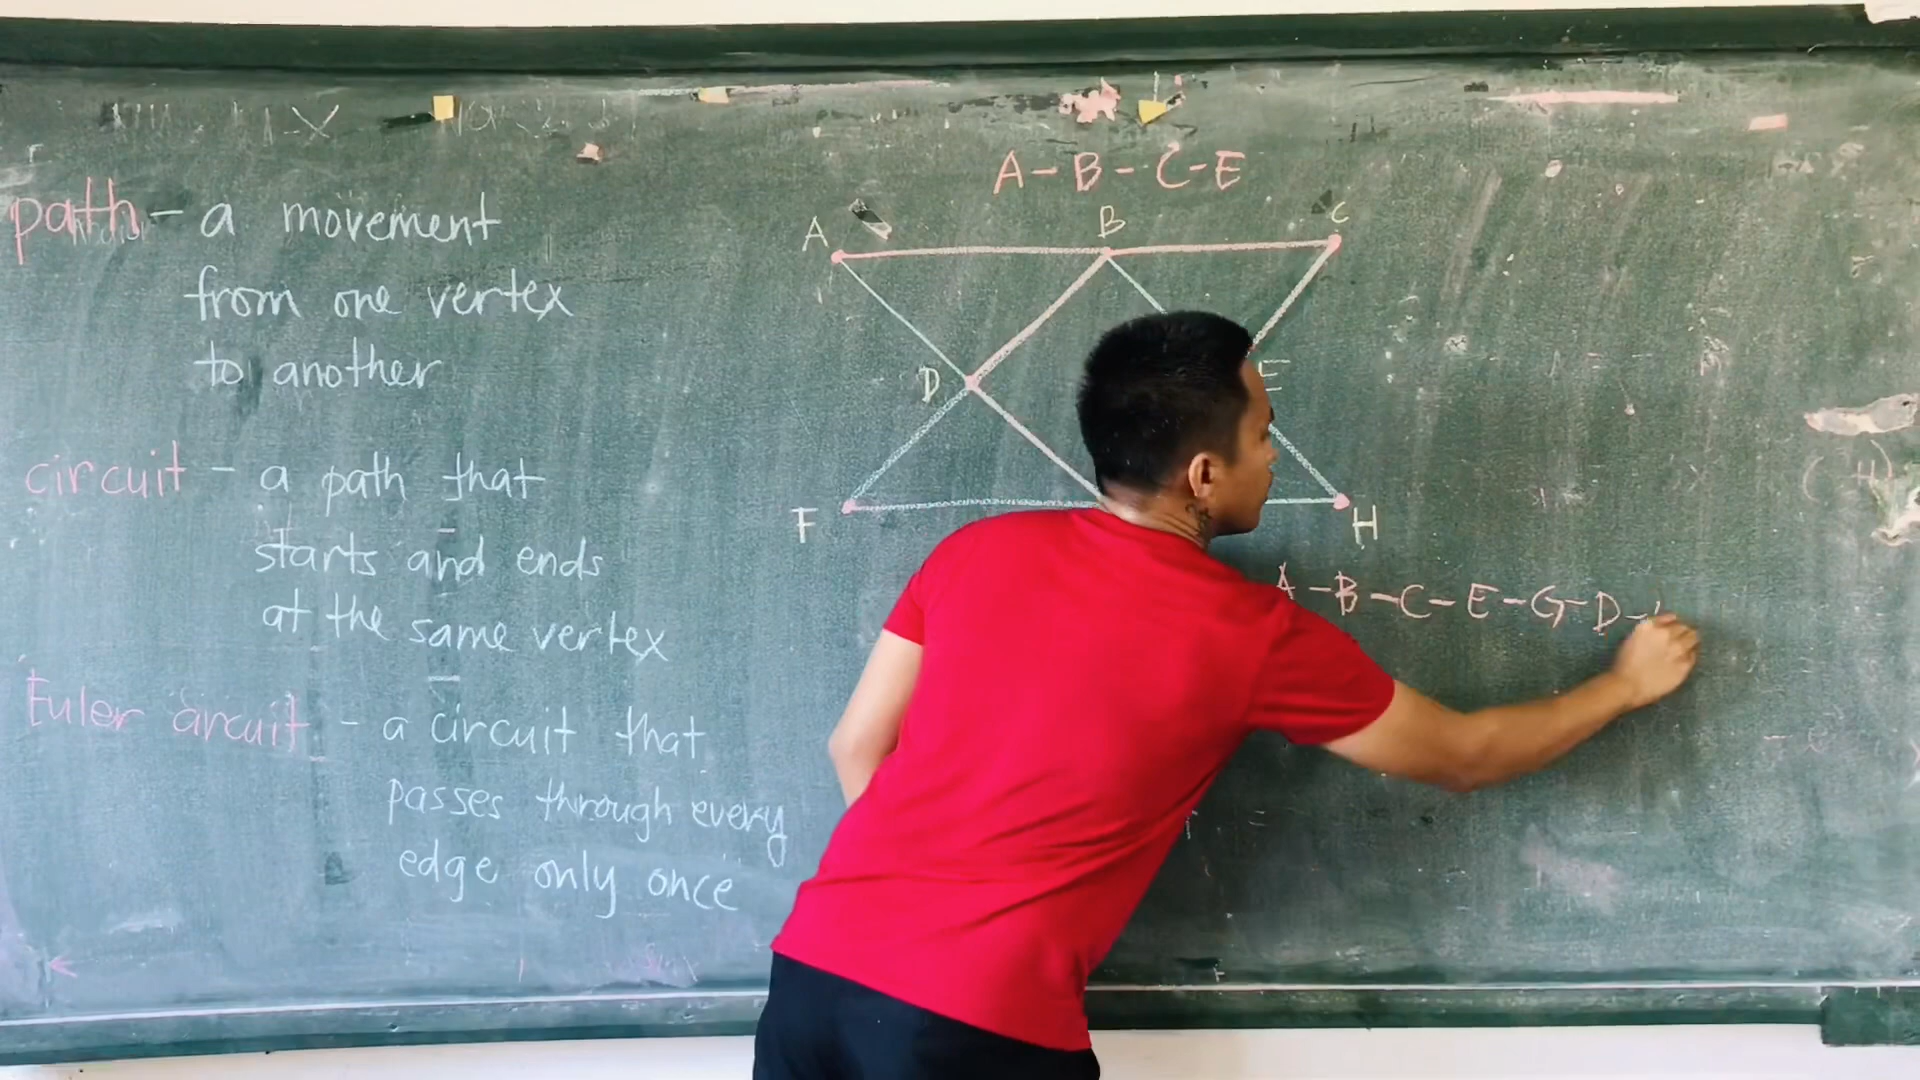 A-B-C-E
path - a movement
from one vertex
to another
circuit - a path that
starts and ends
at the same vertex
Euler circuit - a circuit that
passes through every
edge only once
A
B
C
D
E
F
H
A-B-C-E-G-D-